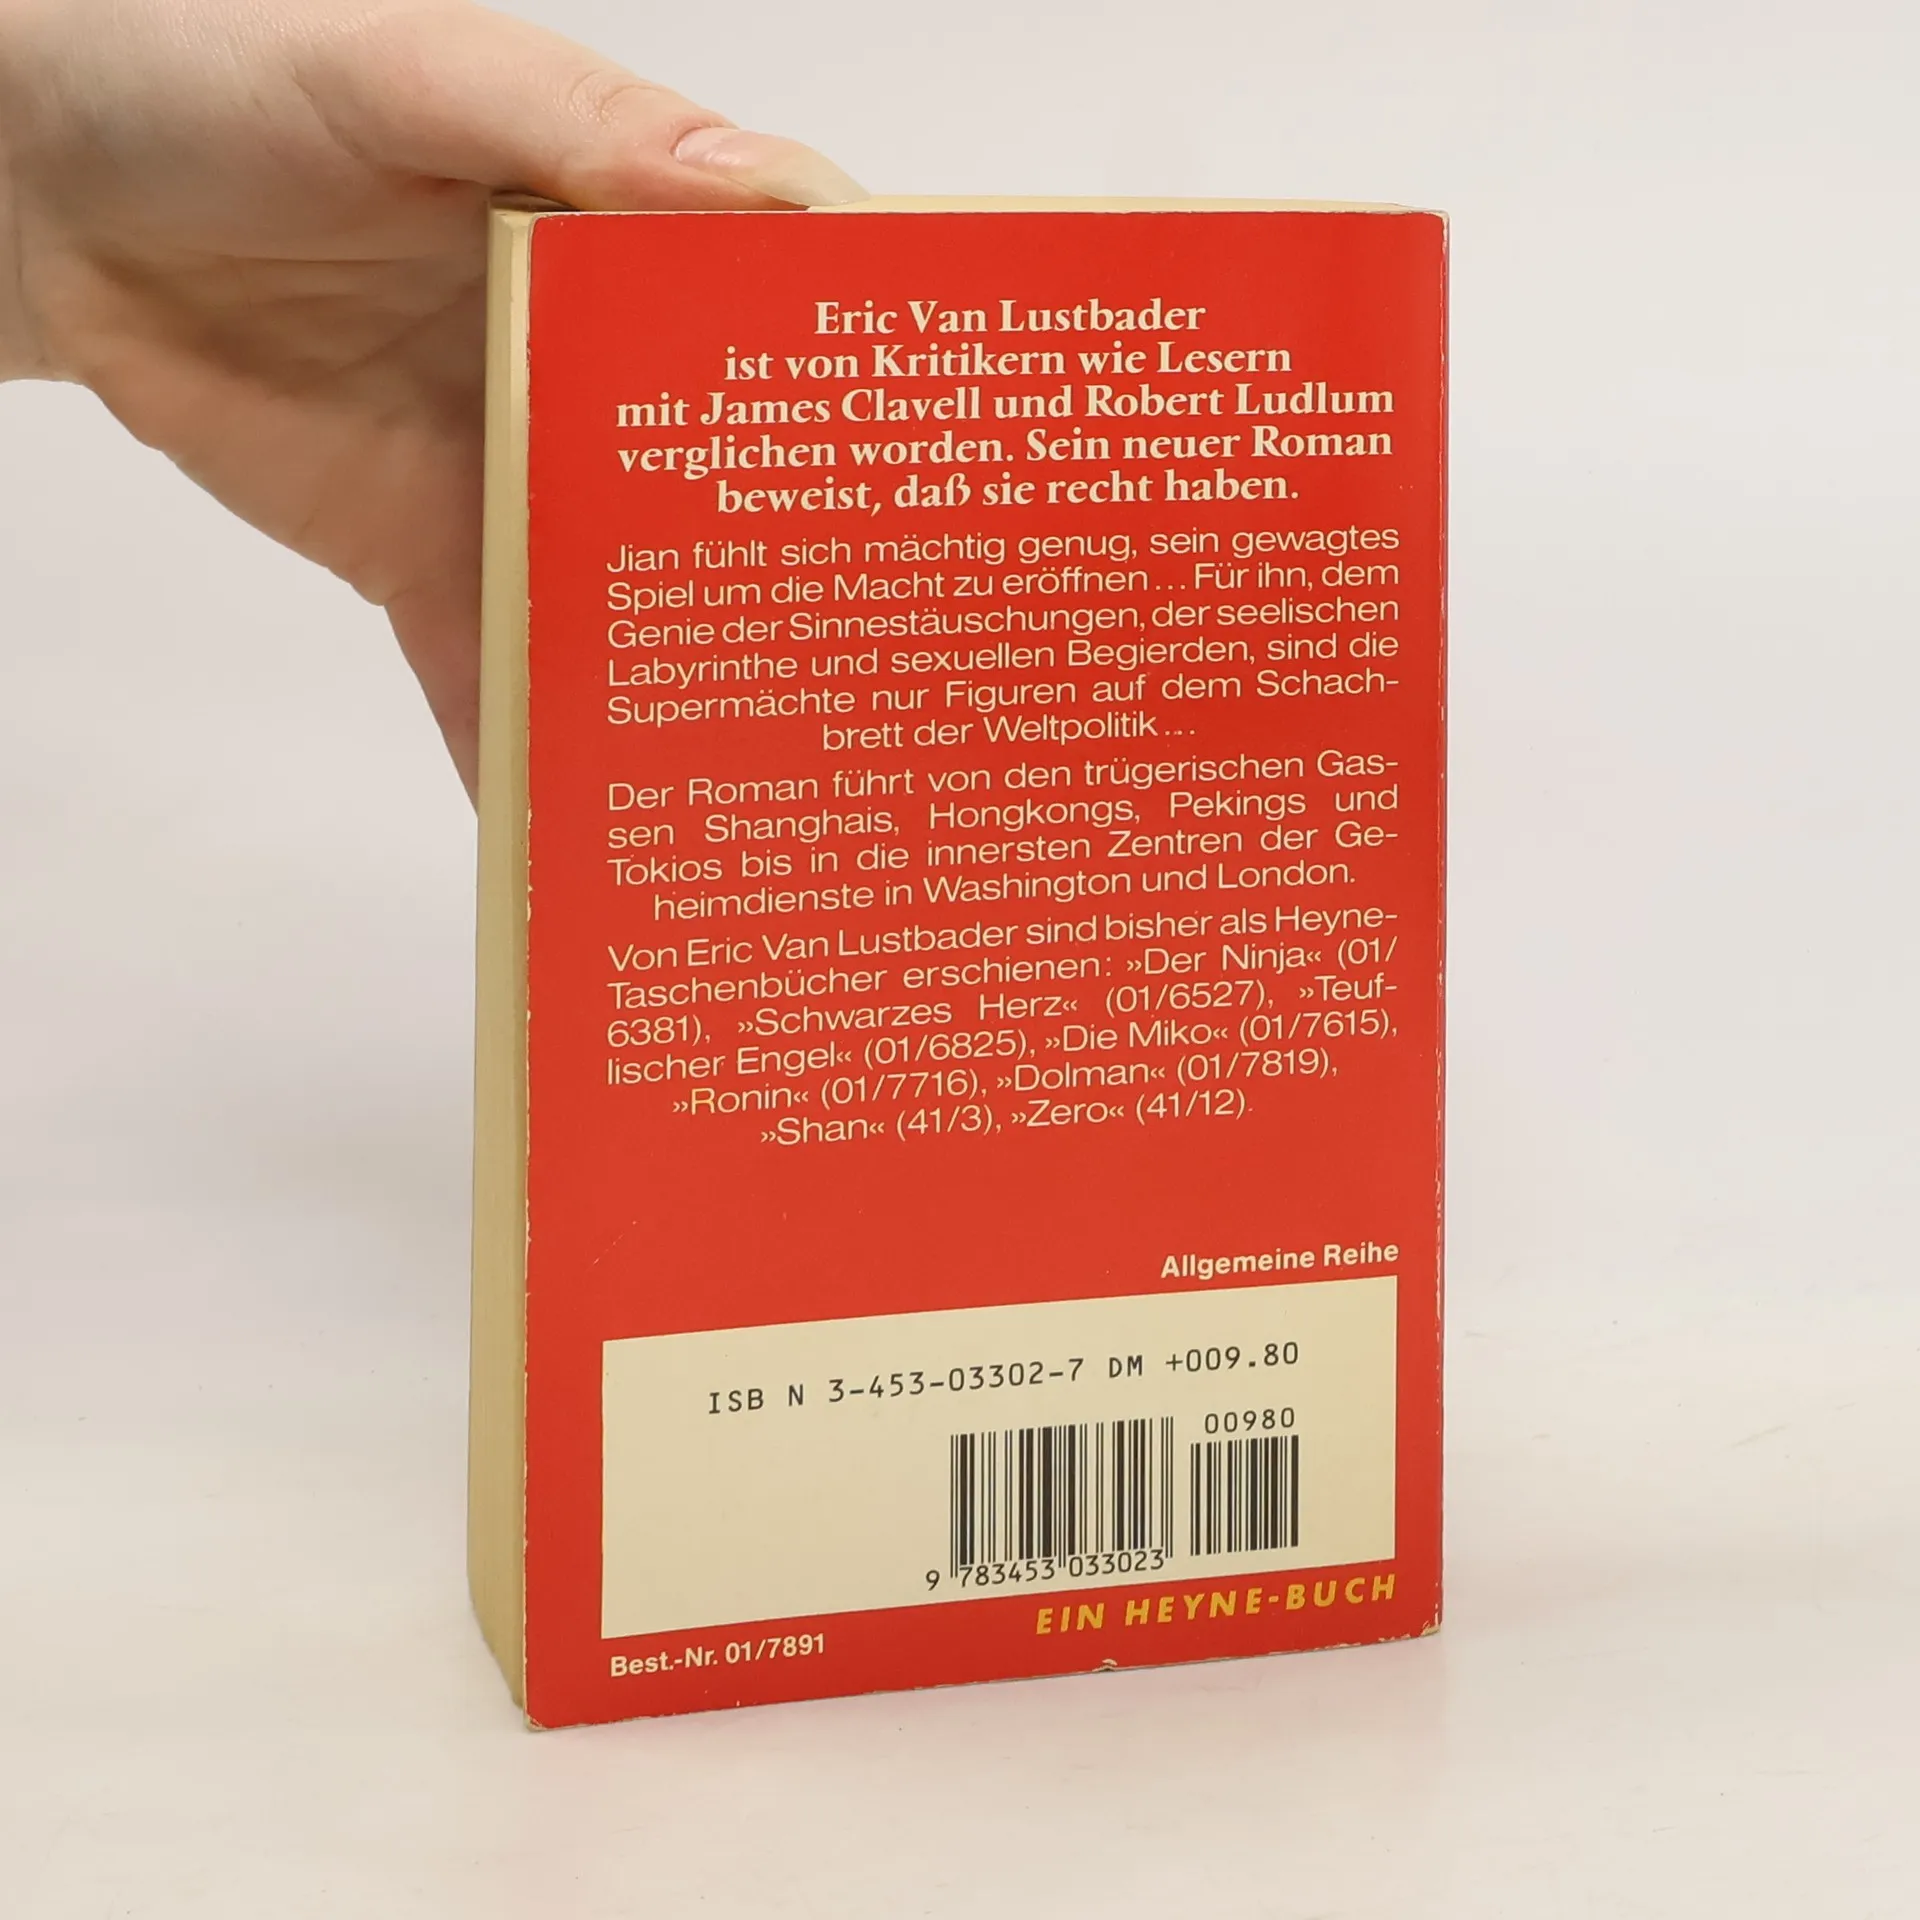 Eric Van Lustbader
ist von Kritikern wie Lesern
mit James Clavell und Robert Ludlum
verglichen worden. Sein neuer Roman
beweist, daß sie recht haben.
Jian fühlt sich mächtig genug, sein gewagtes
Spiel um die Macht zu eröffnen... Für ihn, dem
Genie der Sinnestäuschungen, der seelischen
Labyrinthe und sexuellen Begierden, sind die
Supermächte nur Figuren auf dem Schach-
brett der Weltpolitik...
Der Roman führt von den trügerischen Gas-
sen Shanghais, Hongkongs, Pekings und
Tokios bis in die innersten Zentren der Ge-
heimdienste in Washington und London.
Von Eric Van Lustbader sind bisher als Heyne-
Taschenbücher erschienen: »Der Ninja« (01/
6381), »Schwarzes Herz« (01/6527), »Teuf-
lischer Engel« (01/6825), »Die Miko« (01/7615),
»Ronin« (01/7716), »Dolman« (01/7819),
»Shan« (41/3), »Zero« (41/12).
Allgemeine Reihe
ISB N 3-453-03302-7 DM +009.80
00980
9 783453 033023
EIN HEYNE-BUCH
Best.-Nr. 01/7891